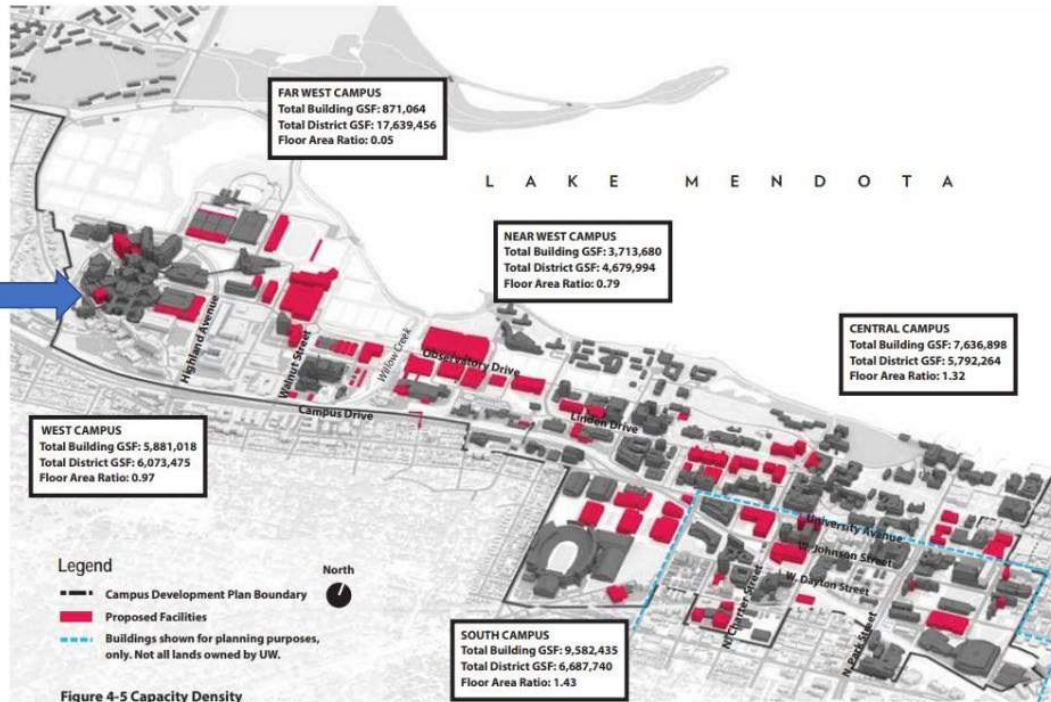 FAR WEST CAMPUS
Total Building GSF: 871,064
Total District GSF: 17,639,456
Floor Area Ratio: 0.05
LAKE MENDOTA
NEAR WEST CAMPUS
Total Building GSF: 3,713,680
Total District GSF: 4,679,994
Floor Area Ratio: 0.79
CENTRAL CAMPUS
Total Building GSF: 7,636,898
Total District GSF: 5,792,264
Floor Area Ratio: 1.32
Highland Avenue
Walnut Street
Willow Creek
Observatory Drive
Campus Drive
Linden Drive
WEST CAMPUS
Total Building GSF: 5,881,018
Total District GSF: 6,073,475
Floor Area Ratio: 0.97
University Avenue
W. Johnson Street
W. Dayton Street
N. Charter Street
N. Park Street
Legend
Campus Development Plan Boundary
Proposed Facilities
Buildings shown for planning purposes,
only. Not all lands owned by UW.
North
SOUTH CAMPUS
Total Building GSF: 9,582,435
Total District GSF: 6,687,740
Floor Area Ratio: 1.43
Figure 4-5 Capacity Density